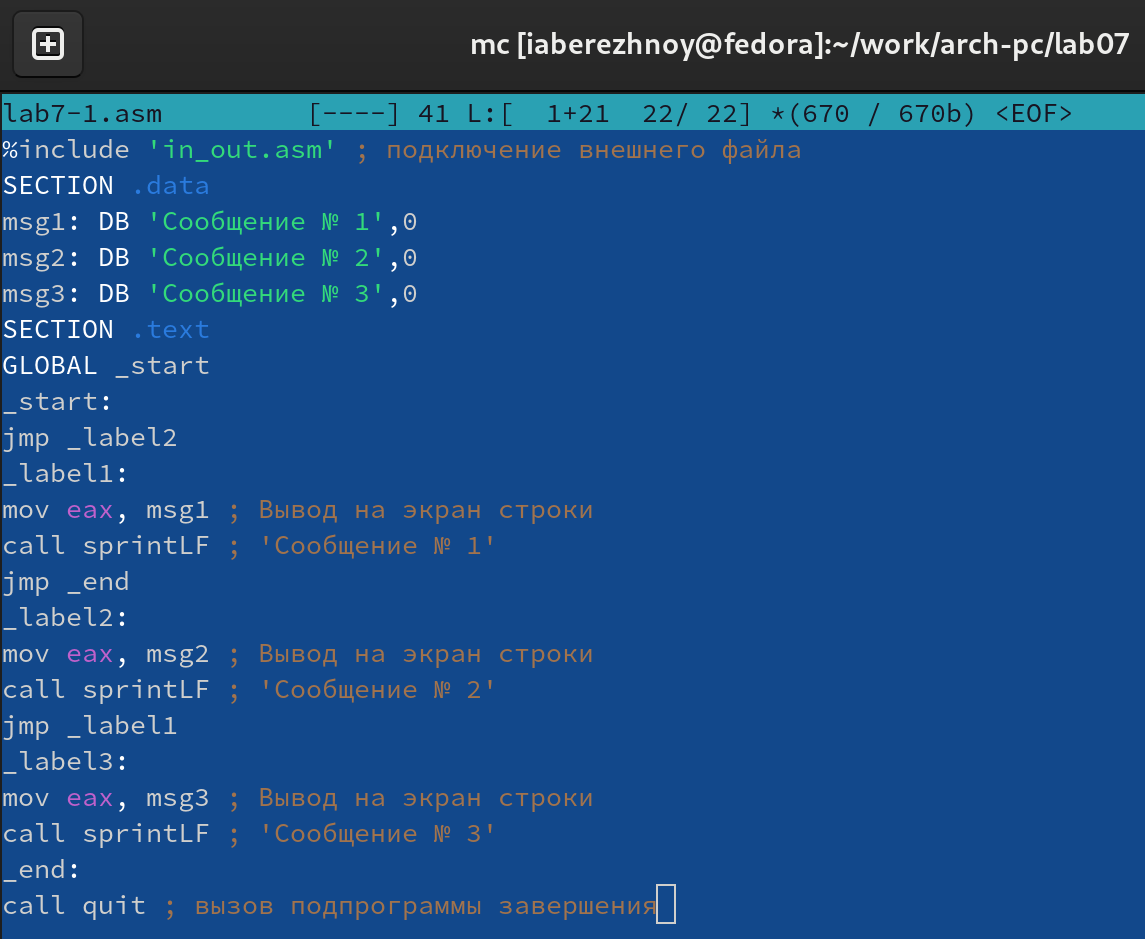 mc [iaberezhnoy@fedora]:~/work/arch-pc/lab07
lab7-1.asm [----] 41 L:[ 1+21 22/ 22] *(670 / 670b) <EOF>
%include 'in_out.asm' ; подключение внешнего файла
SECTION .data
msg1: DB 'Сообщение № 1',0
msg2: DB 'Сообщение № 2',0
msg3: DB 'Сообщение № 3',0
SECTION .text
GLOBAL _start
_start:
jmp _label2
_label1:
mov eax, msg1 ; Вывод на экран строки
call sprintLF ; 'Сообщение № 1'
jmp _end
_label2:
mov eax, msg2 ; Вывод на экран строки
call sprintLF ; 'Сообщение № 2'
jmp _label1
_label3:
mov eax, msg3 ; Вывод на экран строки
call sprintLF ; 'Сообщение № 3'
_end:
call quit ; вызов подпрограммы завершения